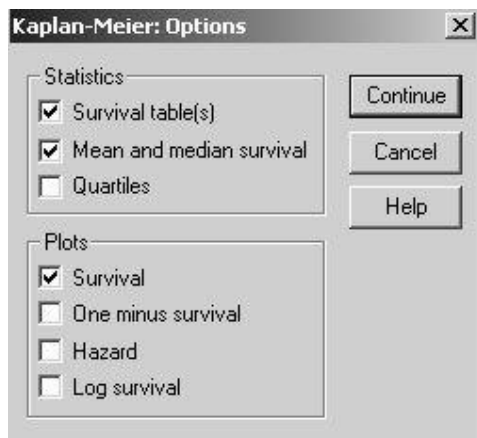 Kaplan-Meier: Options
Statistics
Survival table(s)
Mean and median survival
Quartiles
Continue
Cancel
Help
Plots
Survival
One minus survival
Hazard
Log survival